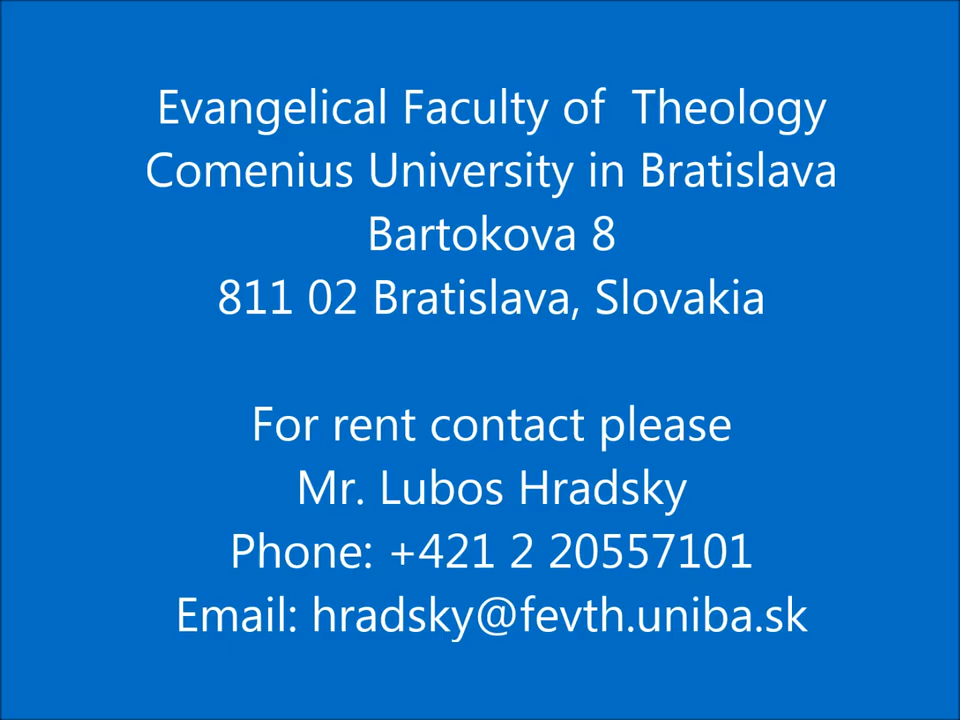 Evangelical Faculty of  Theology
Comenius University in Bratislava
Bartokova 8
811 02 Bratislava, Slovakia
For rent contact please
Mr. Lubos Hradsky
Phone: +421 2 20557101
Email: hradsky@fevth.uniba.sk